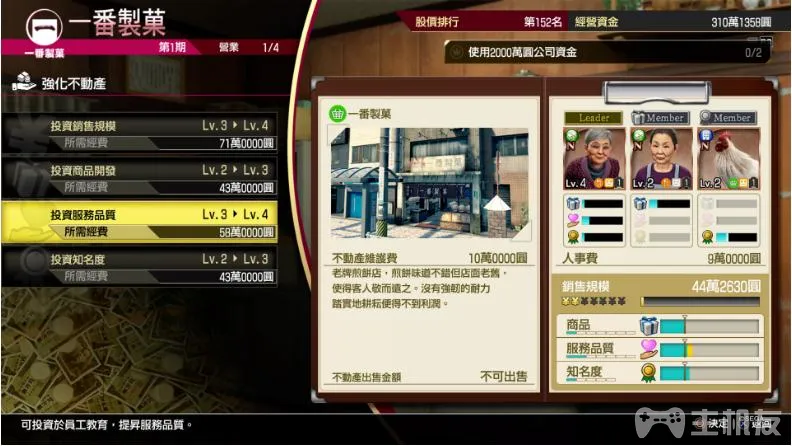 一番製菓
一番製菓
第1期 營業 1/4
股價排行 第152名 經營資金 310萬1358圓
使用2000萬圓公司資金 0/2
強化不動產
投資銷售規模 Lv.3 Lv.4
所需經費 71萬0000圓
投資商品開發 Lv.2 Lv.3
所需經費 43萬0000圓
投資服務品質 Lv.3 Lv.4
所需經費 58萬0000圓
投資知名度 Lv.2 Lv.3
所需經費 43萬0000圓
一番製菓
一番製菓
不動產維護費 10萬0000圓
老牌煎餅店，煎餅味道不錯但店面老舊，
使得客人敬而遠之。沒有強韌的耐力
踏實地耕耘便得不到利潤。
不動產出售金額 不可出售
Leader Member Member
N N N
Lv.4 1 Lv.2 1 Lv.2 1
人事費 9萬0000圓
銷售規模 44萬2630圓
商品
服務品質
知名度
可投資於員工教育，提昇服務品質。
決定 返回
主机友